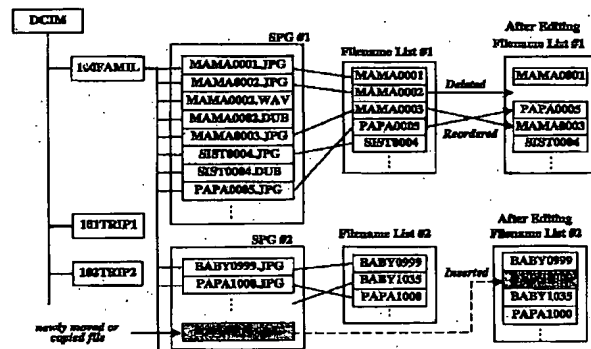 DCIM
100FAMIL
101TRIP1
102TRIP2
SPG #1
MAMA0001.JPG
MAMA0002.JPG
MAMA0002.WAV
MAMA0002.DUB
MAMA0003.JPG
SIST0004.JPG
SIST0004.DUB
PAPA0005.JPG
Filename List #1
MAMA0001
MAMA0002
MAMA0003
PAPA0005
SIST0004
Deleted
Reordered
After Editing
Filename List #1
MAMA0001
PAPA0005
MAMA0003
SIST0004
SPG #2
BABY0999.JPG
PAPA1000.JPG
newly moved or
copied file
Filename List #2
BABY0999
BABY1035
PAPA1000
Inserted
After Editing
Filename List #2
BABY0999
BABY1035
PAPA1000